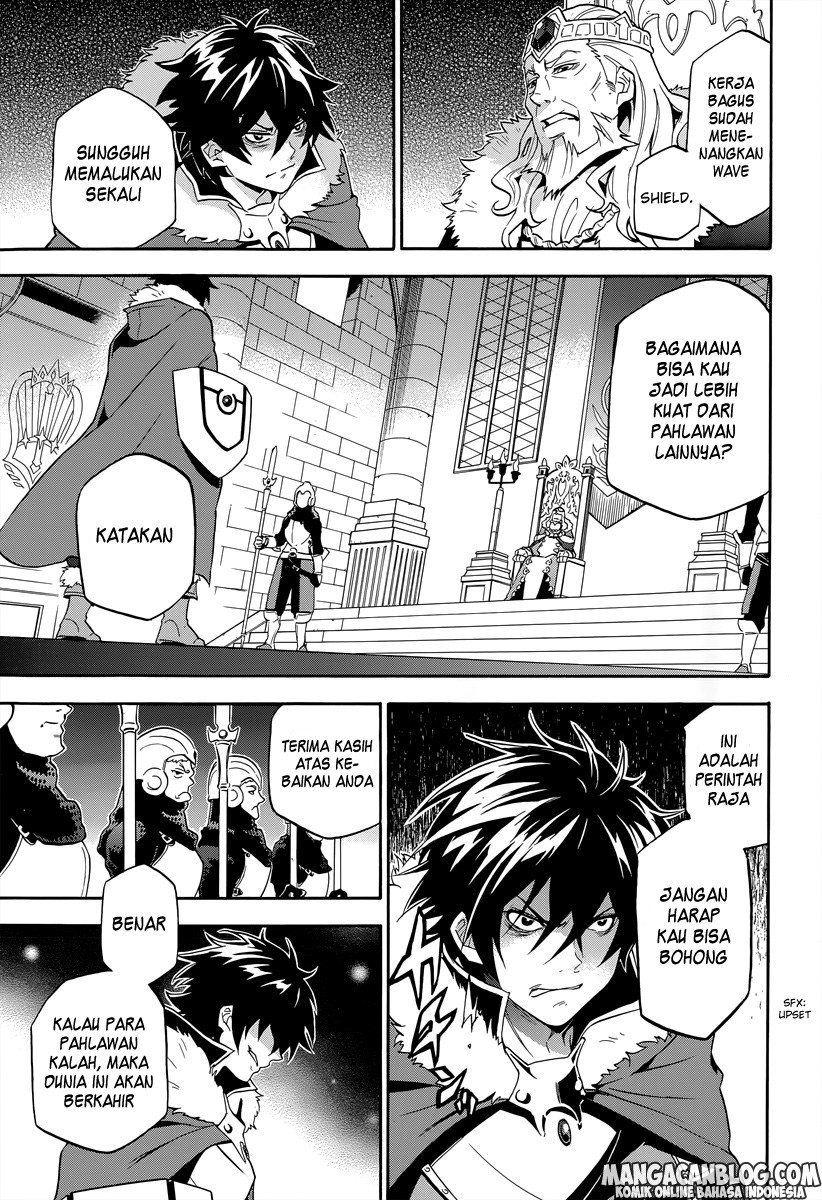 KERJA
BAGUS
SUDAH
MENE-
NANGKAN
WAVE
SHIELD.
SUNGGUH
MEMALUKAN
SEKALI
BAGAIMANA
BISA KAU
JADI LEBIH
KUAT DARI
PAHLAWAN
LAINNYA?
KATAKAN
INI
ADALAH
PERINTAH
RAJA
JANGAN
HARAP
KAU BISA
BOHONG
SFX:
UPSET
TERIMA KASIH
ATAS KE-
BAIKAN ANDA
BENAR
KALAU PARA
PAHLAWAN
KALAH, MAKA
DUNIA INI AKAN
BERKAHIR
MANGACANBLOG.COM
KOMIK ONLINE BAHASA INDONESIA